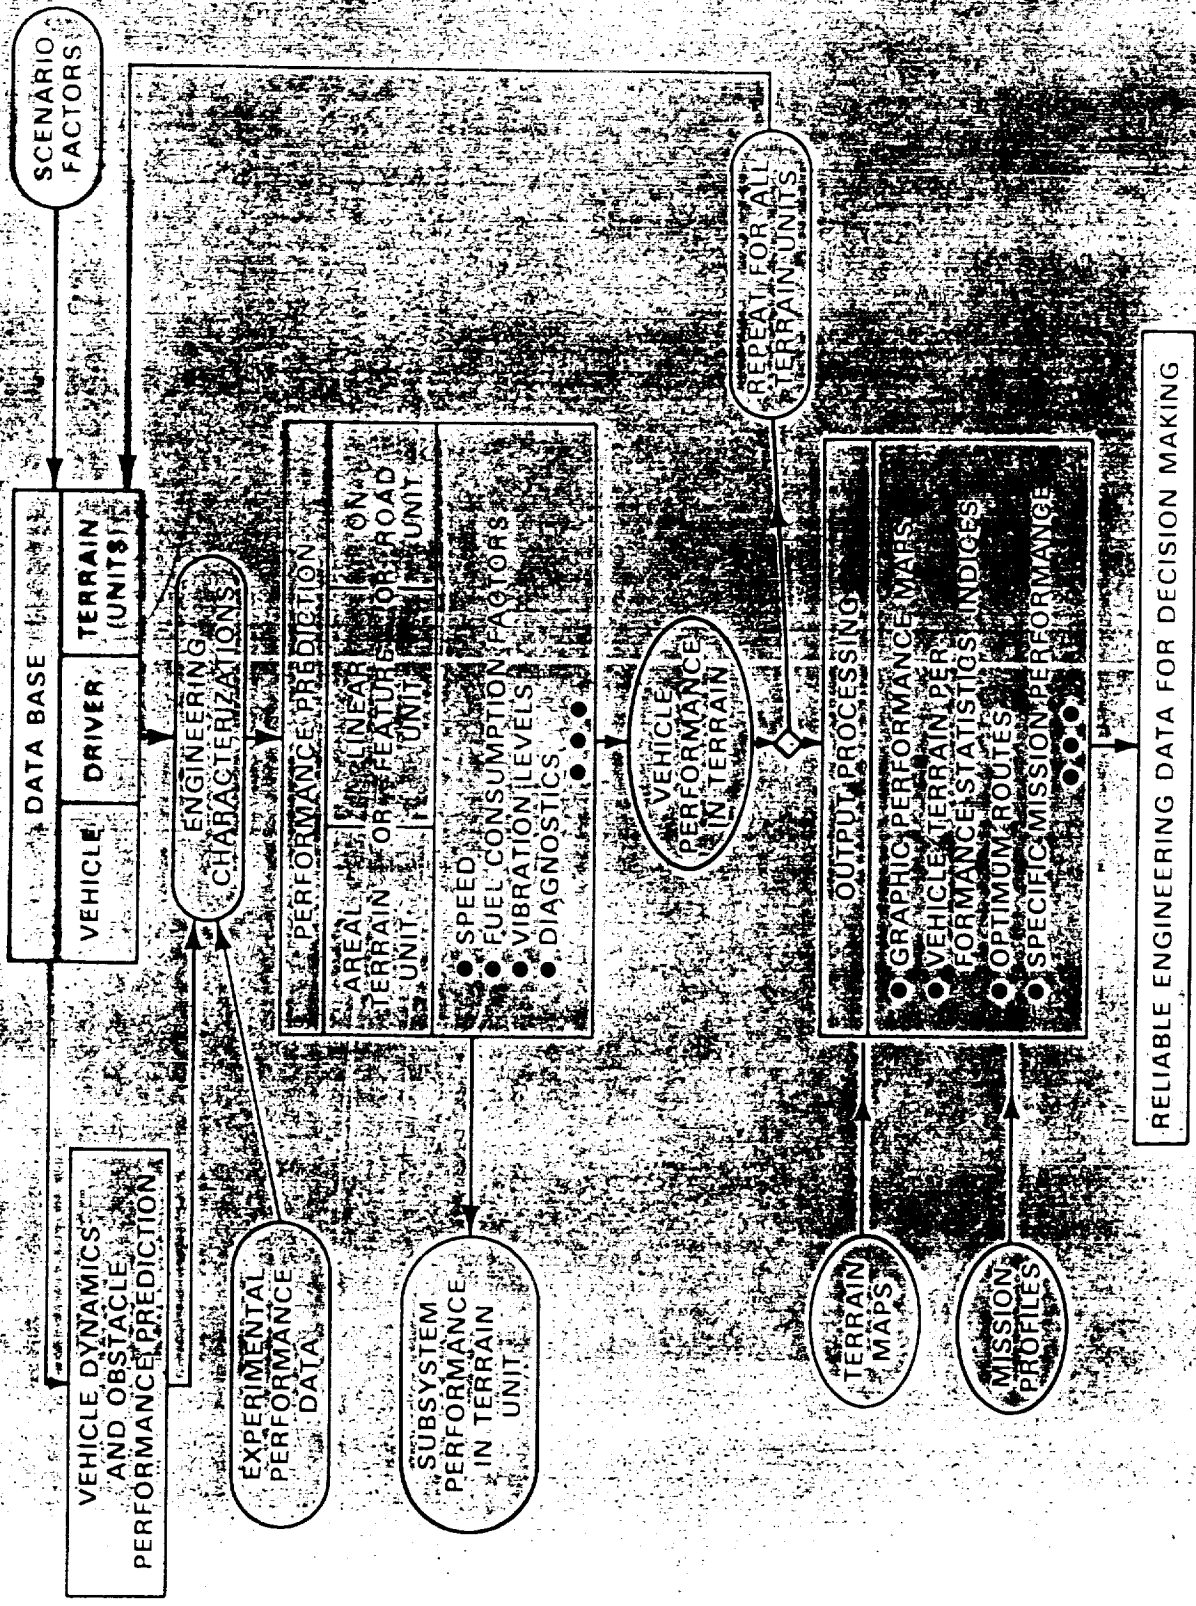 SCENARIO
FACTORS
DATA BASE
VEHICLE
DRIVER
TERRAIN
(UNITS)
VEHICLE DYNAMICS
AND OBSTACLE
PERFORMANCE PREDICTION
ENGINEERING
CHARACTERIZATIONS
EXPERIMENTAL
PERFORMANCE
DATA
PERFORMANCE PREDICTION
AREAL
TERRAIN
UNIT
OR
LINEAR
FEATURE
UNIT
OR
ON
ROAD
UNIT
SPEED
FUEL CONSUMPTION FACTORS
VIBRATION LEVELS
DIAGNOSTICS
SUBSYSTEM
PERFORMANCE
IN TERRAIN
UNIT
VEHICLE
PERFORMANCE
IN TERRAIN
REPEAT FOR ALL
TERRAIN UNITS
TERRAIN
MAPS
MISSION
PROFILES
OUTPUT PROCESSING
GRAPHIC PERFORMANCE MAPS
VEHICLE/TERRAIN PER-
FORMANCE STATISTICS INDICES
OPTIMUM ROUTES
SPECIFIC MISSION PERFORMANCE
RELIABLE ENGINEERING DATA FOR DECISION MAKING